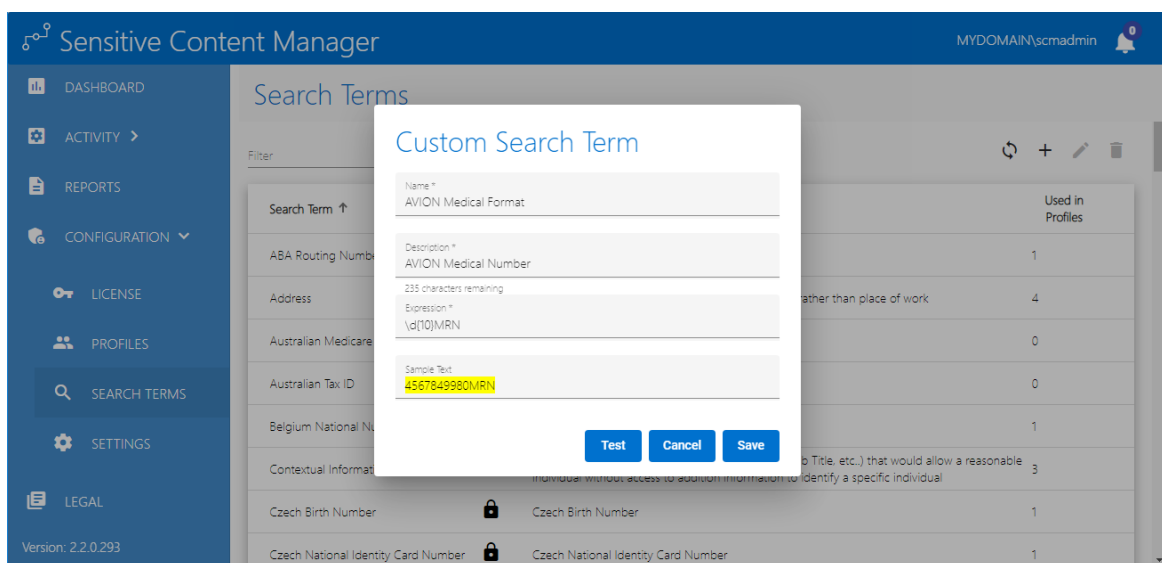 Sensitive Content Manager
MYDOMAIN\scmadmin
0
DASHBOARD
ACTIVITY
REPORTS
CONFIGURATION
LICENSE
PROFILES
SEARCH TERMS
SETTINGS
LEGAL
Version: 2.2.0.293
Search Terms
Filter
Search Term
Used in
Profiles
ABA Routing Numbe
1
Address
rather than place of work
4
Australian Medicare
0
Australian Tax ID
0
Belgium National Nu
1
Contextual Informat
b Title, etc..) that would allow a reasonable
individual without access to addition information to identify a specific individual
3
Czech Birth Number
Czech Birth Number
1
Czech National Identity Card Number
Czech National Identity Card Number
1
Custom Search Term
Name *
AVION Medical Format
Description *
AVION Medical Number
235 characters remaining
Expression *
\d{10}MRN
Sample Text
4567849980MRN
Test
Cancel
Save